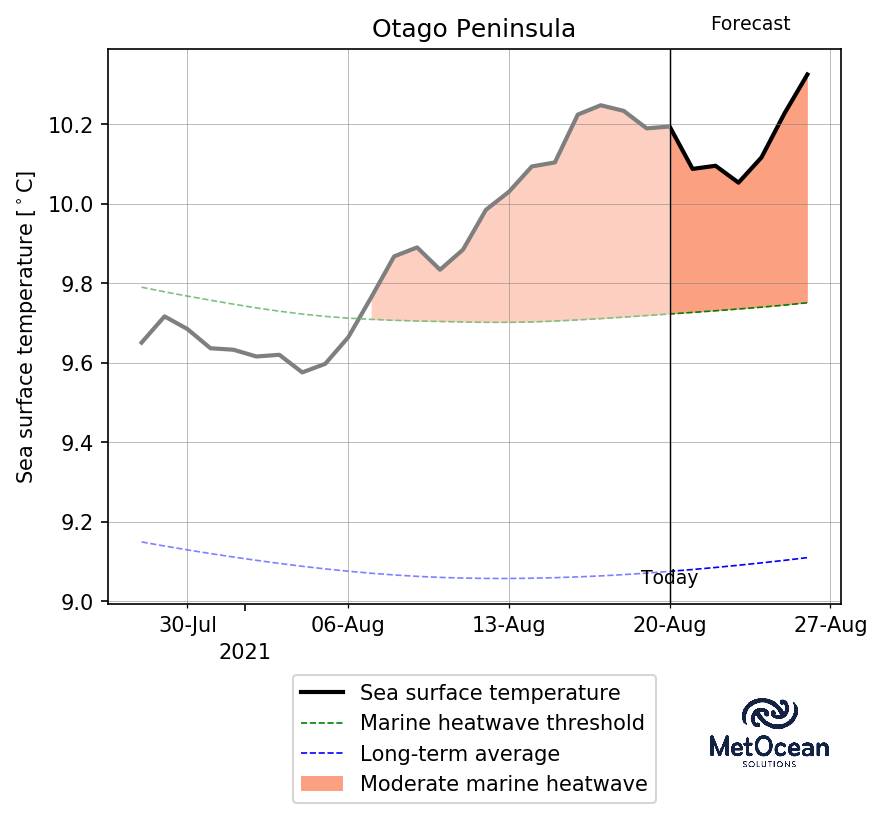 Otago Peninsula
Forecast
Sea surface temperature [°C]
10.2
10.0
9.8
9.6
9.4
9.2
9.0
Today
30-Jul 06-Aug 13-Aug 20-Aug 27-Aug
2021
Sea surface temperature
Marine heatwave threshold
Long-term average
Moderate marine heatwave
MetOcean
SOLUTIONS